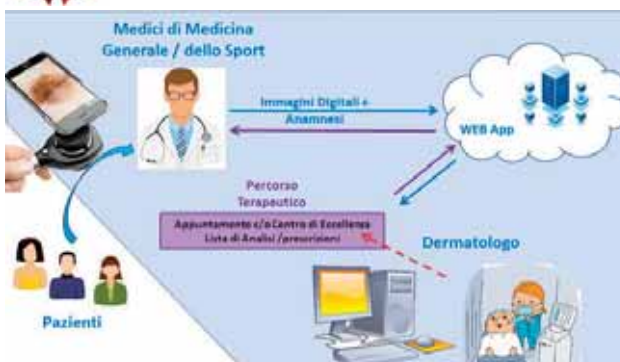 Medici di Medicina
Generale / dello Sport
Immagini Digitali +
Anamnesi
WEB App
Percorso
Terapeutico
Appuntamento c/o Centro di Eccellenza
Lista di Analisi /prescrizioni
Dermatologo
Pazienti